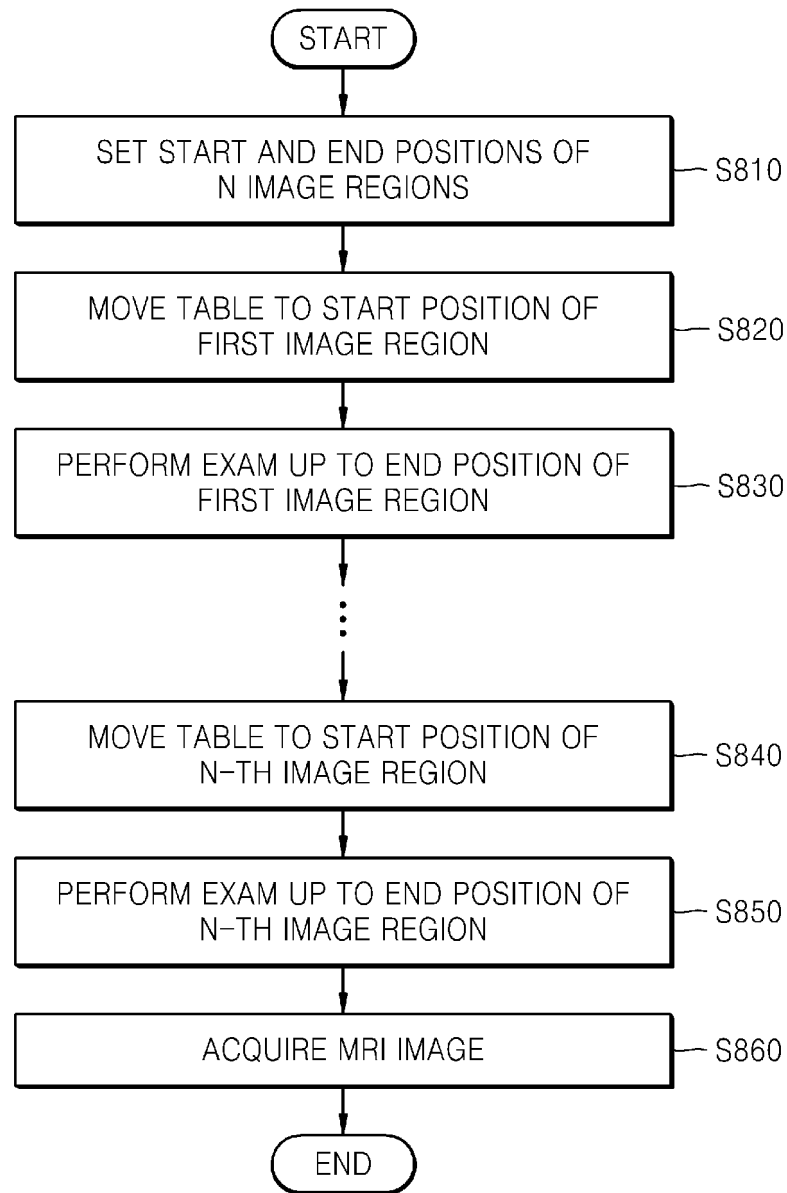 START
SET START AND END POSITIONS OF
N IMAGE REGIONS
S810
MOVE TABLE TO START POSITION OF
FIRST IMAGE REGION
S820
PERFORM EXAM UP TO END POSITION OF
FIRST IMAGE REGION
S830
MOVE TABLE TO START POSITION OF
N-TH IMAGE REGION
S840
PERFORM EXAM UP TO END POSITION OF
N-TH IMAGE REGION
S850
ACQUIRE MRI IMAGE
S860
END